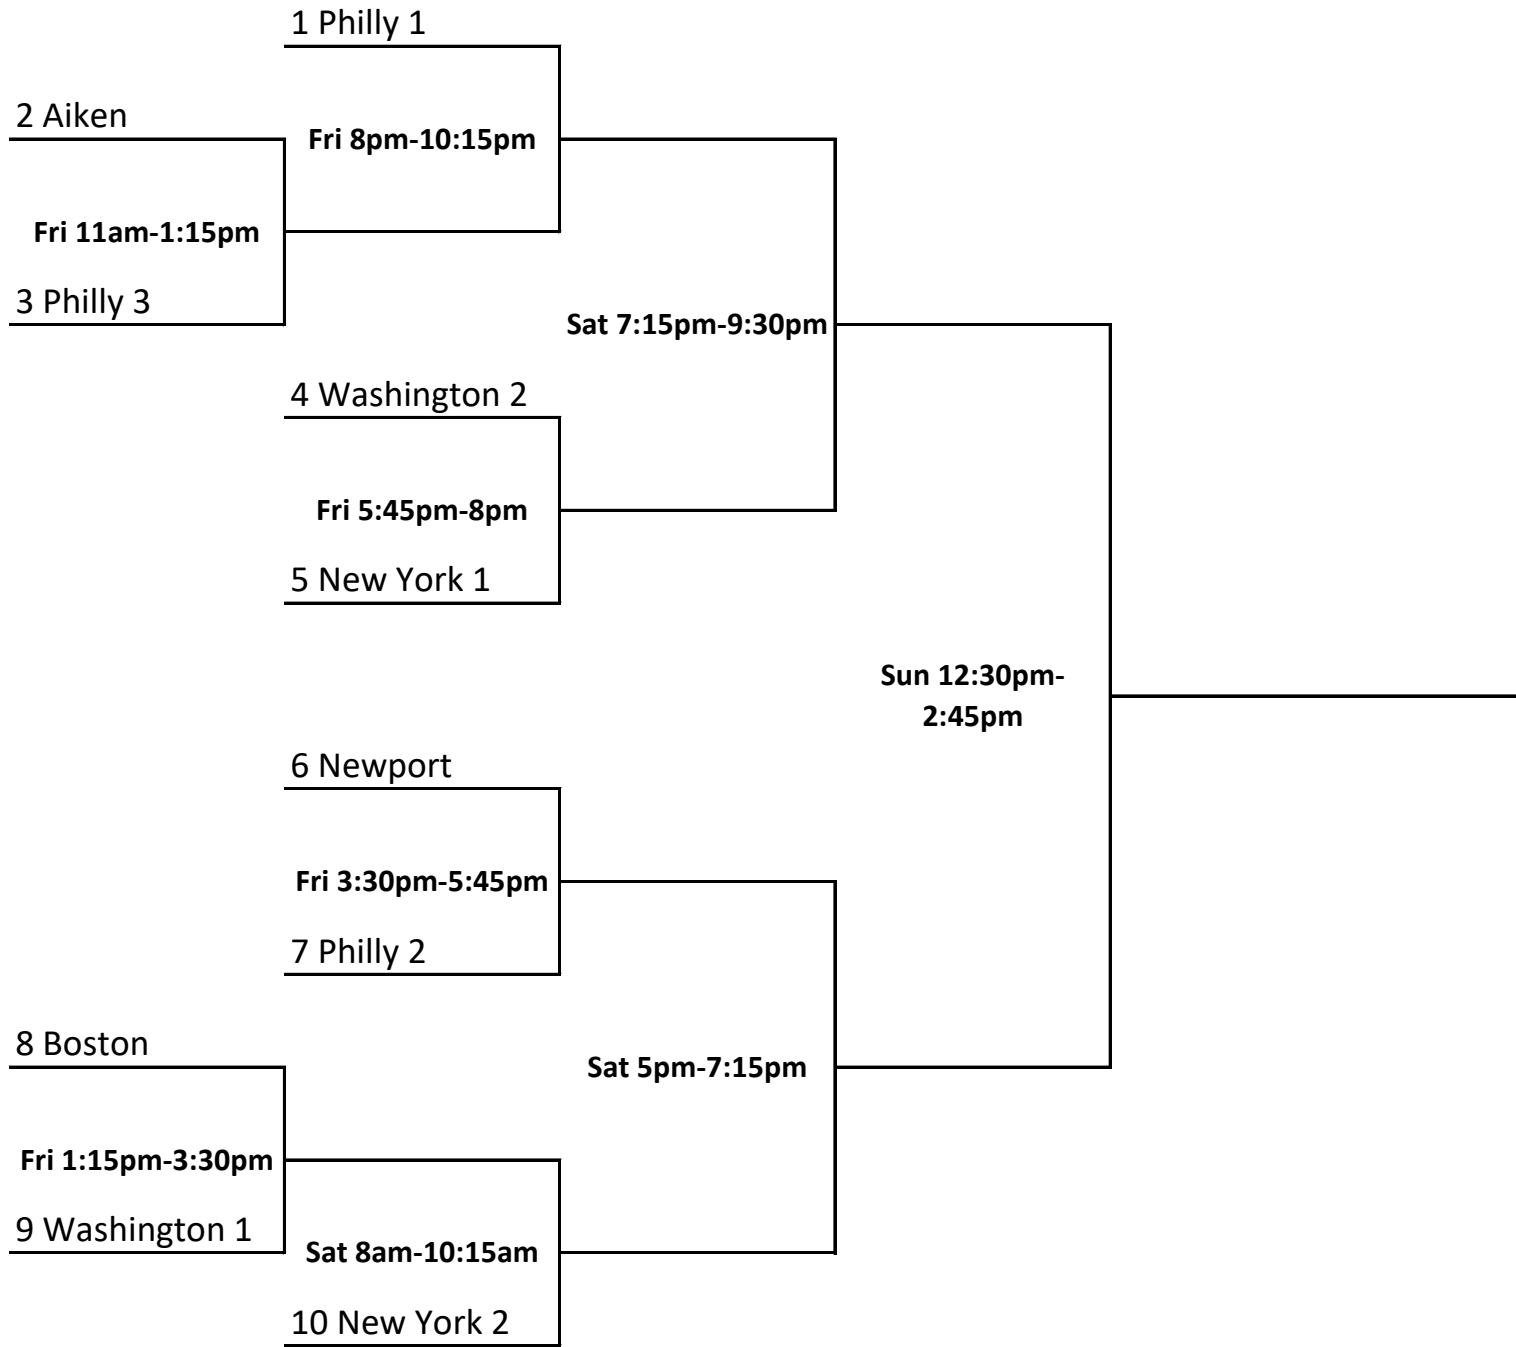 1 Philly 1
2 Aiken
Fri 8pm-10:15pm
Fri 11am-1:15pm
3 Philly 3
Sat 7:15pm-9:30pm
4 Washington 2
Fri 5:45pm-8pm
5 New York 1
Sun 12:30pm-
2:45pm
6 Newport
Fri 3:30pm-5:45pm
7 Philly 2
8 Boston
Sat 5pm-7:15pm
Fri 1:15pm-3:30pm
9 Washington 1
Sat 8am-10:15am
10 New York 2